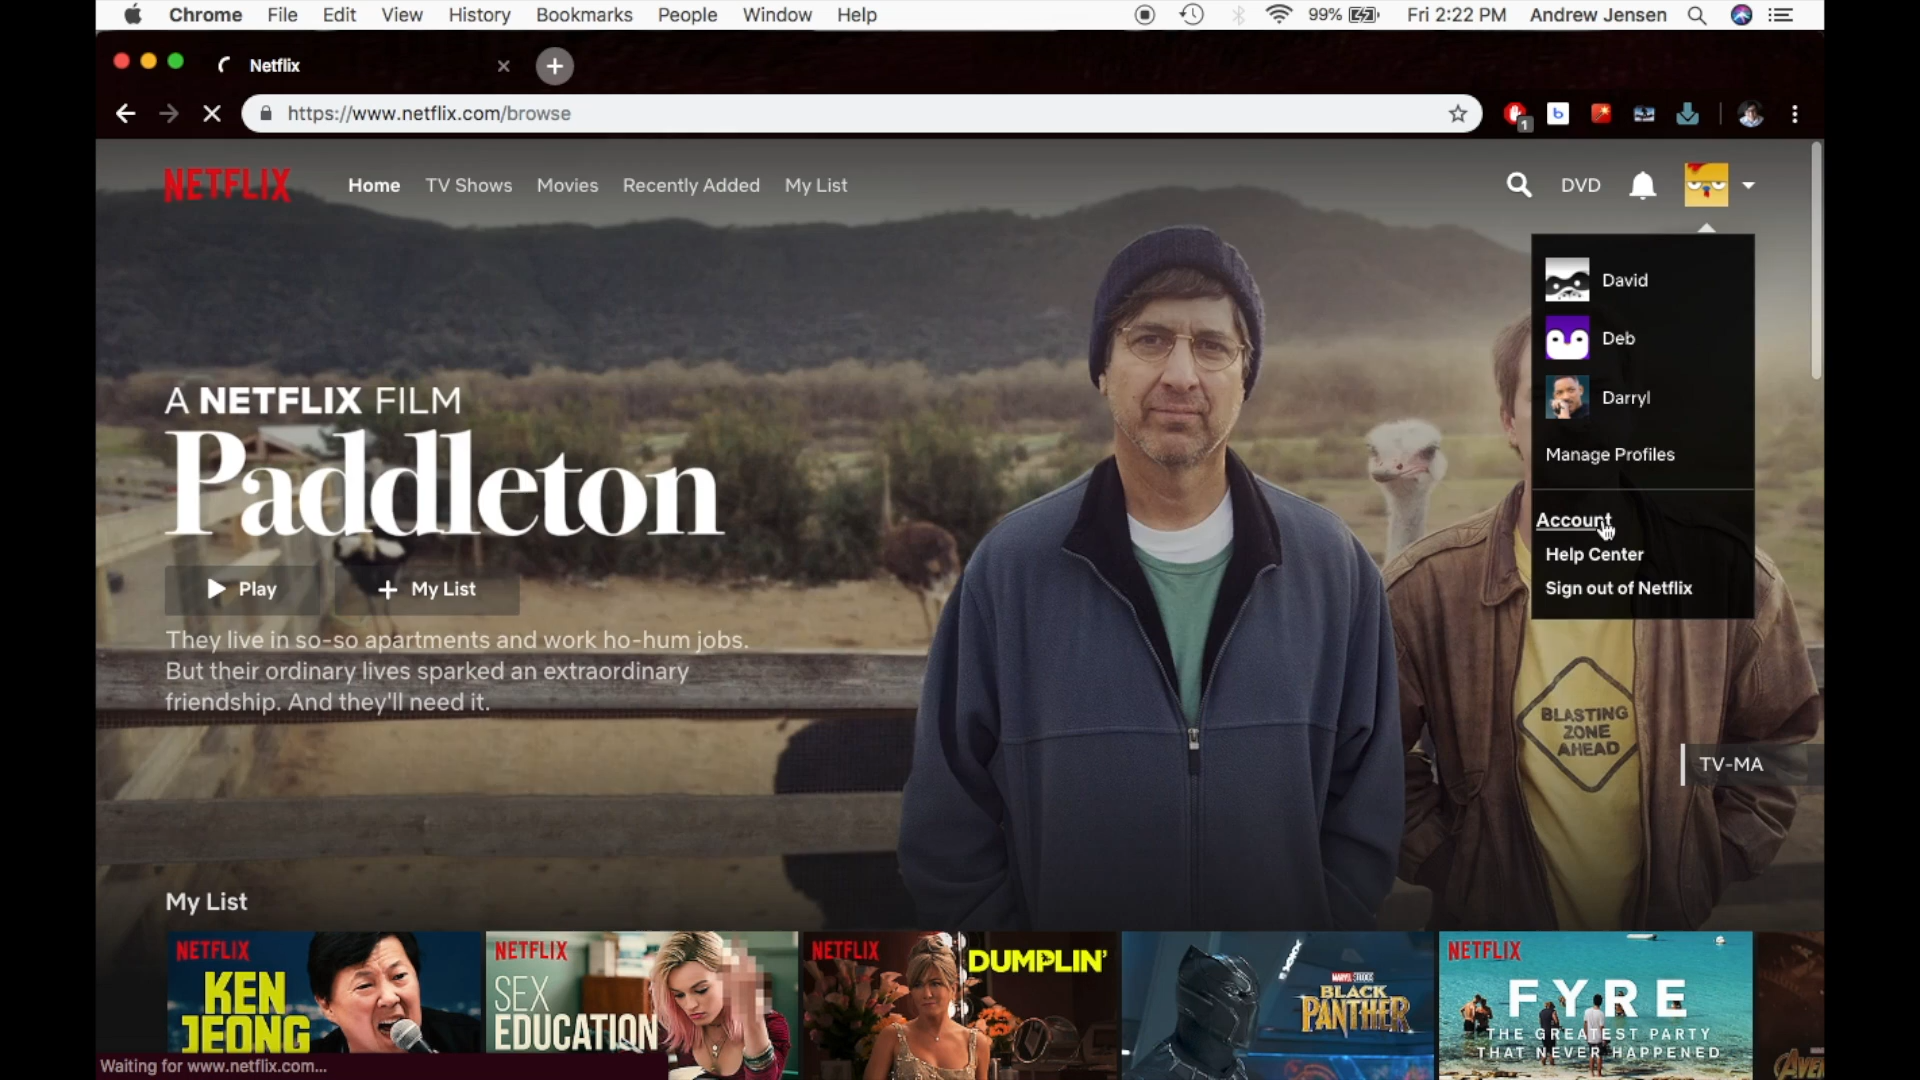 Chrome File Edit View History Bookmarks People Window Help 99% Fri 2:22 PM Andrew Jensen
Netflix
https://www.netflix.com/browse
1
b
NETFLIX Home TV Shows Movies Recently Added My List DVD
David
Deb
Darryl
Manage Profiles
Account
Help Center
Sign out of Netflix
A NETFLIX FILM
Paddleton
Play + My List
They live in so-so apartments and work ho-hum jobs.
But their ordinary lives sparked an extraordinary
friendship. And they'll need it.
BLASTING
ZONE
AHEAD
TV-MA
My List
NETFLIX
KEN
JEONG
NETFLIX
SEX
EDUCATION
NETFLIX
DUMPLIN'
MARVEL STUDIOS
BLACK
PANTHER
NETFLIX
FYRE
THE GREATEST PARTY
THAT NEVER HAPPENED
Waiting for www.netflix.com...